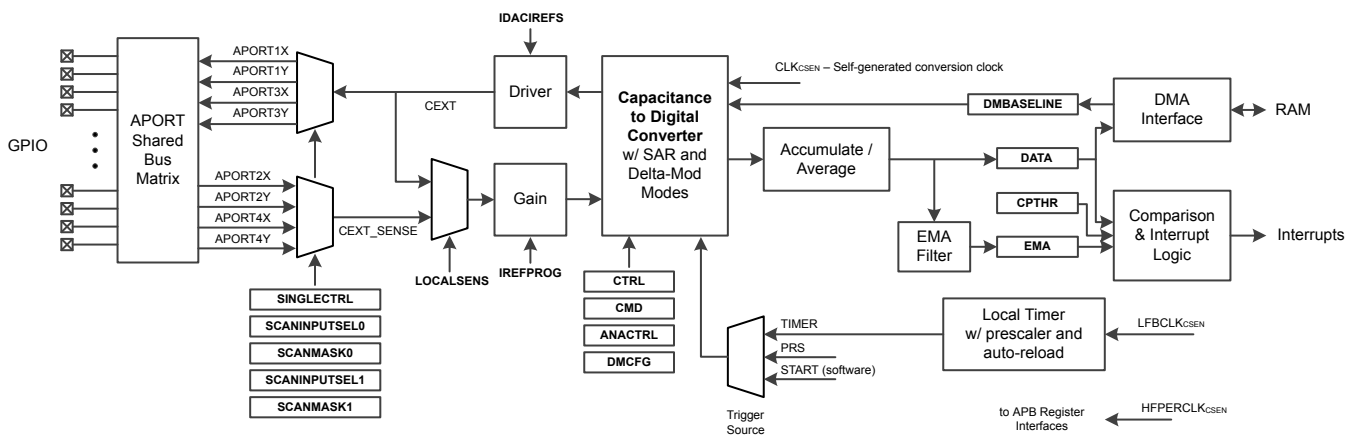 IDACIREFS
GPIO
APORT
Shared
Bus
Matrix
APORT1X
APORT1Y
APORT3X
APORT3Y
APORT2X
APORT2Y
APORT4X
APORT4Y
CEXT
CEXT_SENSE
Driver
Gain
LOCALSENS
IREFPROG
SINGLECTRL
SCANINPUTSEL0
SCANMASK0
SCANINPUTSEL1
SCANMASK1
Capacitance
to Digital
Converter
w/ SAR and
Delta-Mod
Modes
CTRL
CMD
ANACTRL
DMCFG
CLKCSEN – Self-generated conversion clock
DMBASELINE
DMA
Interface
RAM
Accumulate /
Average
DATA
CPTHR
EMA
Filter
EMA
Comparison
& Interrupt
Logic
Interrupts
TIMER
PRS
START (software)
Trigger
Source
Local Timer
w/ prescaler and
auto-reload
LFBCLKCSEN
to APB Register
Interfaces
HFPERCLKCSEN